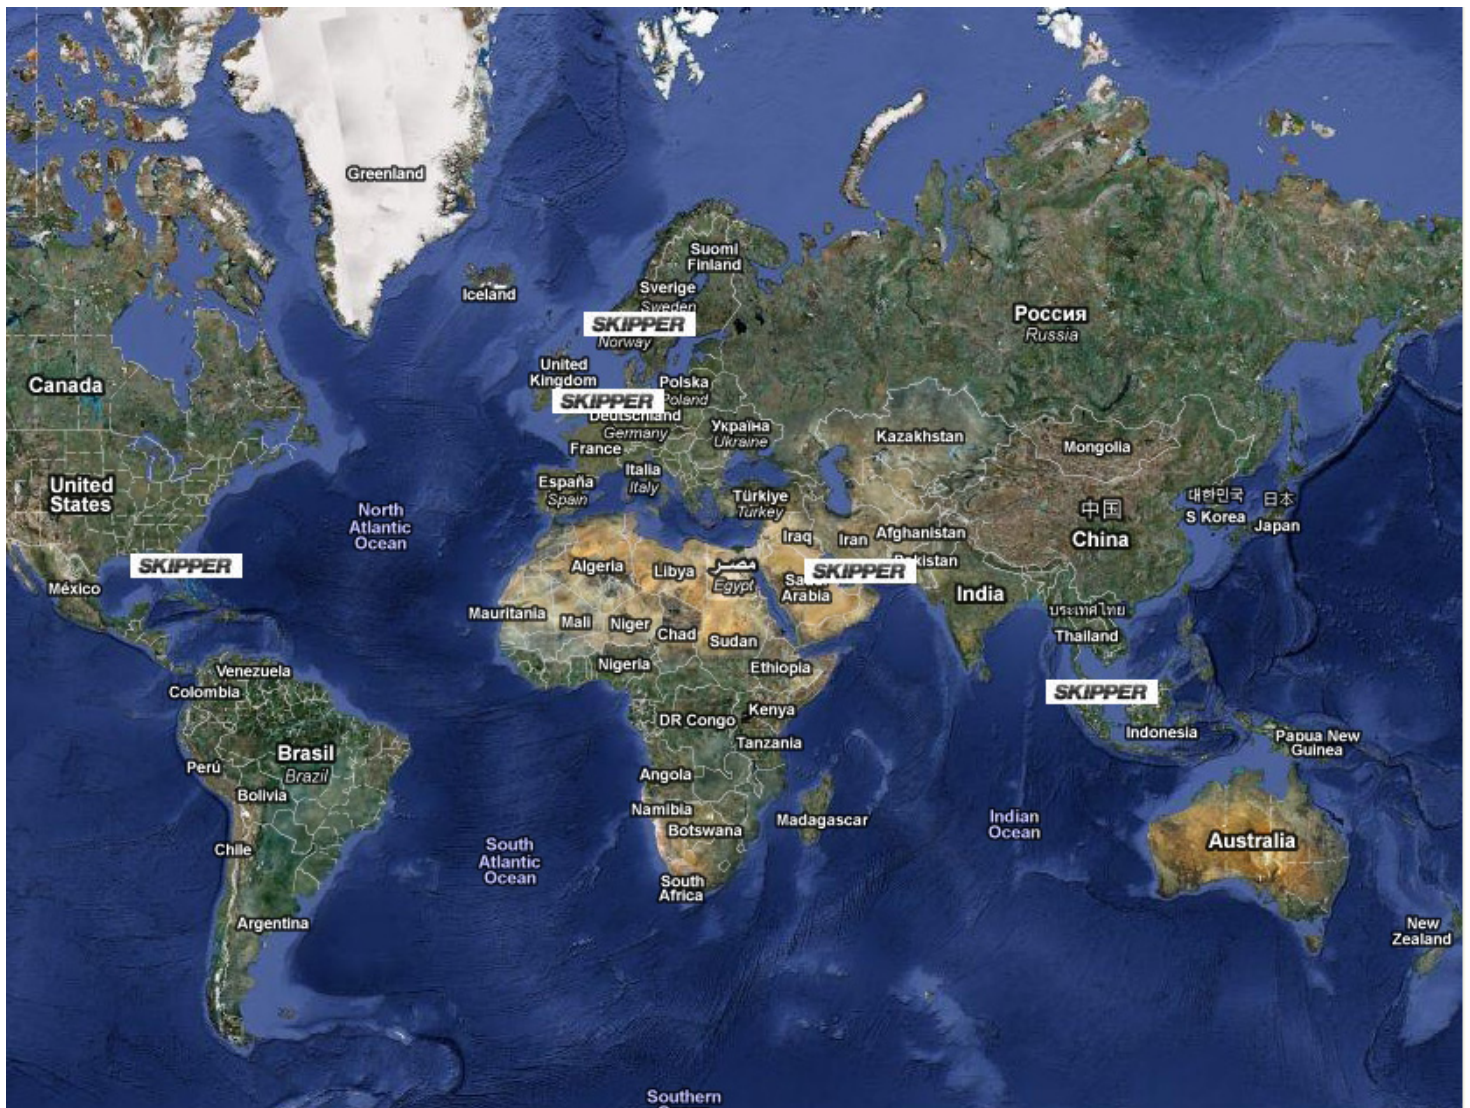 Greenland
Suomi
Finland
Iceland
Sverige
Sweden
SKIPPER
Norway
Россия
Russia
Canada
United
Kingdom
Polska
Poland
SKIPPER
Deutschland
Germany
Україна
Ukraine
France
Kazakhstan
Mongolia
United
States
España
Spain
Italia
Italy
Türkiye
Turkey
中国
China
대한민국
S Korea
日本
Japan
North
Atlantic
Ocean
Iraq
Iran
Afghanistan
Pakistan
SKIPPER
México
Algeria
Libya
مصر
Egypt
SKIPPER
Saudi
Arabia
India
Mauritania
Mali
Niger
Chad
Sudan
ประเทศไทย
Thailand
Venezuela
Colombia
Nigeria
Ethiopia
SKIPPER
Kenya
DR Congo
Tanzania
Indonesia
Papua New
Guinea
Brasil
Brazil
Perú
Bolivia
Angola
Namibia
Botswana
Madagascar
Indian
Ocean
Australia
Chile
South
Atlantic
Ocean
South
Africa
Argentina
New
Zealand
Southern